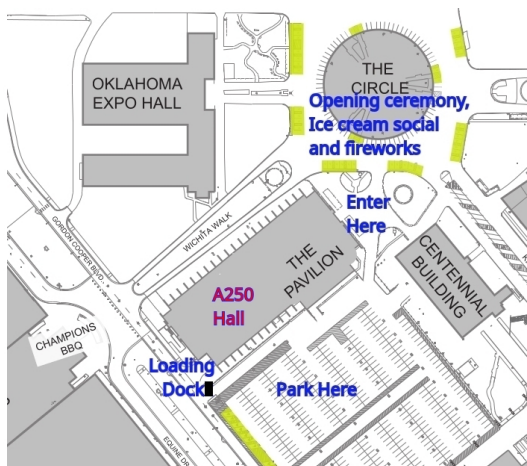 OKLAHOMA
EXPO HALL
THE
CIRCLE
Opening ceremony,
Ice cream social
and fireworks
Enter
Here
WICHITA WALK
GORDON COOPER BLVD.
THE
PAVILION
CENTENNIAL
BUILDING
A250
Hall
CHAMPIONS
BBQ
Loading
Dock
Park Here
EQUINE DR